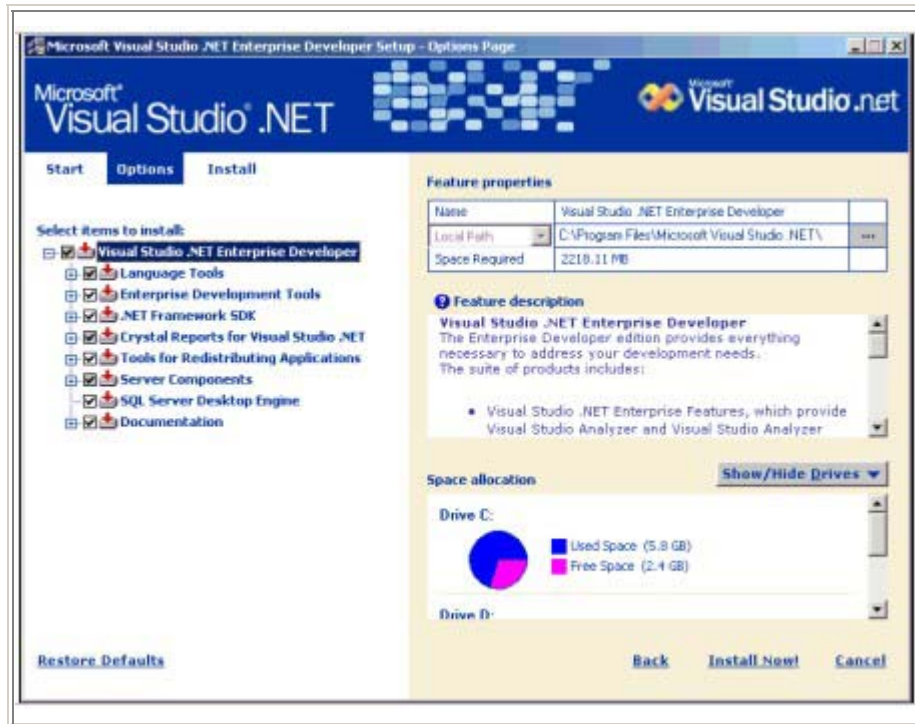 Microsoft Visual Studio .NET Enterprise Developer Setup - Options Page
Microsoft®
Visual Studio® .NET
Microsoft
Visual Studio.net
Start Options Install
Select items to install:
Visual Studio .NET Enterprise Developer
Language Tools
Enterprise Development Tools
.NET Framework SDK
Crystal Reports for Visual Studio .NET
Tools for Redistributing Applications
Server Components
SQL Server Desktop Engine
Documentation
Feature properties
Name Visual Studio .NET Enterprise Developer
Local Path C:\Program Files\Microsoft Visual Studio .NET\ ...
Space Required 2218.11 MB
Feature description
Visual Studio .NET Enterprise Developer
The Enterprise Developer edition provides everything
necessary to address your development needs.
The suite of products includes:
• Visual Studio .NET Enterprise Features, which provide
Visual Studio Analyzer and Visual Studio Analyzer
Space allocation
Show/Hide Drives
Drive C:
Used Space (5.8 GB)
Free Space (2.4 GB)
Drive D:
Restore Defaults
Back Install Now! Cancel